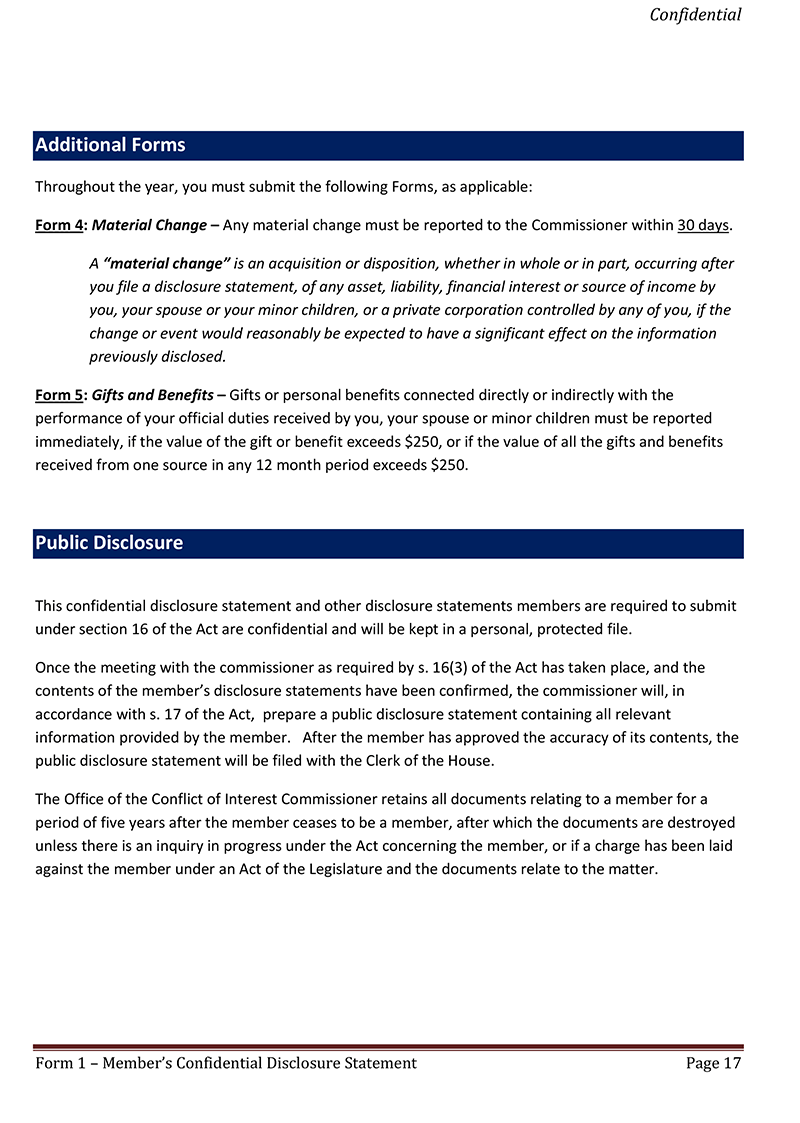 Confidential
Additional Forms
Throughout the year, you must submit the following Forms, as applicable:
Form 4: Material Change – Any material change must be reported to the Commissioner within 30 days.
A “material change” is an acquisition or disposition, whether in whole or in part, occurring after
you file a disclosure statement, of any asset, liability, financial interest or source of income by
you, your spouse or your minor children, or a private corporation controlled by any of you, if the
change or event would reasonably be expected to have a significant effect on the information
previously disclosed.
Form 5: Gifts and Benefits – Gifts or personal benefits connected directly or indirectly with the
performance of your official duties received by you, your spouse or minor children must be reported
immediately, if the value of the gift or benefit exceeds $250, or if the value of all the gifts and benefits
received from one source in any 12 month period exceeds $250.
Public Disclosure
This confidential disclosure statement and other disclosure statements members are required to submit
under section 16 of the Act are confidential and will be kept in a personal, protected file.
Once the meeting with the commissioner as required by s. 16(3) of the Act has taken place, and the
contents of the member’s disclosure statements have been confirmed, the commissioner will, in
accordance with s. 17 of the Act,  prepare a public disclosure statement containing all relevant
information provided by the member.   After the member has approved the accuracy of its contents, the
public disclosure statement will be filed with the Clerk of the House.
The Office of the Conflict of Interest Commissioner retains all documents relating to a member for a
period of five years after the member ceases to be a member, after which the documents are destroyed
unless there is an inquiry in progress under the Act concerning the member, or if a charge has been laid
against the member under an Act of the Legislature and the documents relate to the matter.
Form 1 – Member’s Confidential Disclosure Statement Page 17